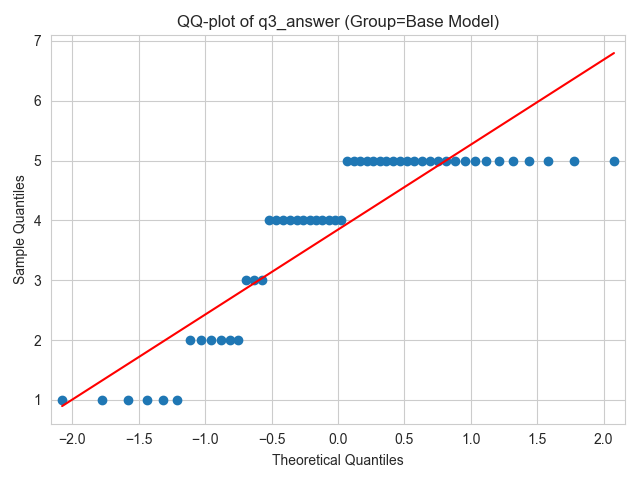 QQ-plot of q3_answer (Group=Base Model)
7
6
5
4
3
2
1
Sample Quantiles
−2.0 −1.5 −1.0 −0.5 0.0 0.5 1.0 1.5 2.0
Theoretical Quantiles